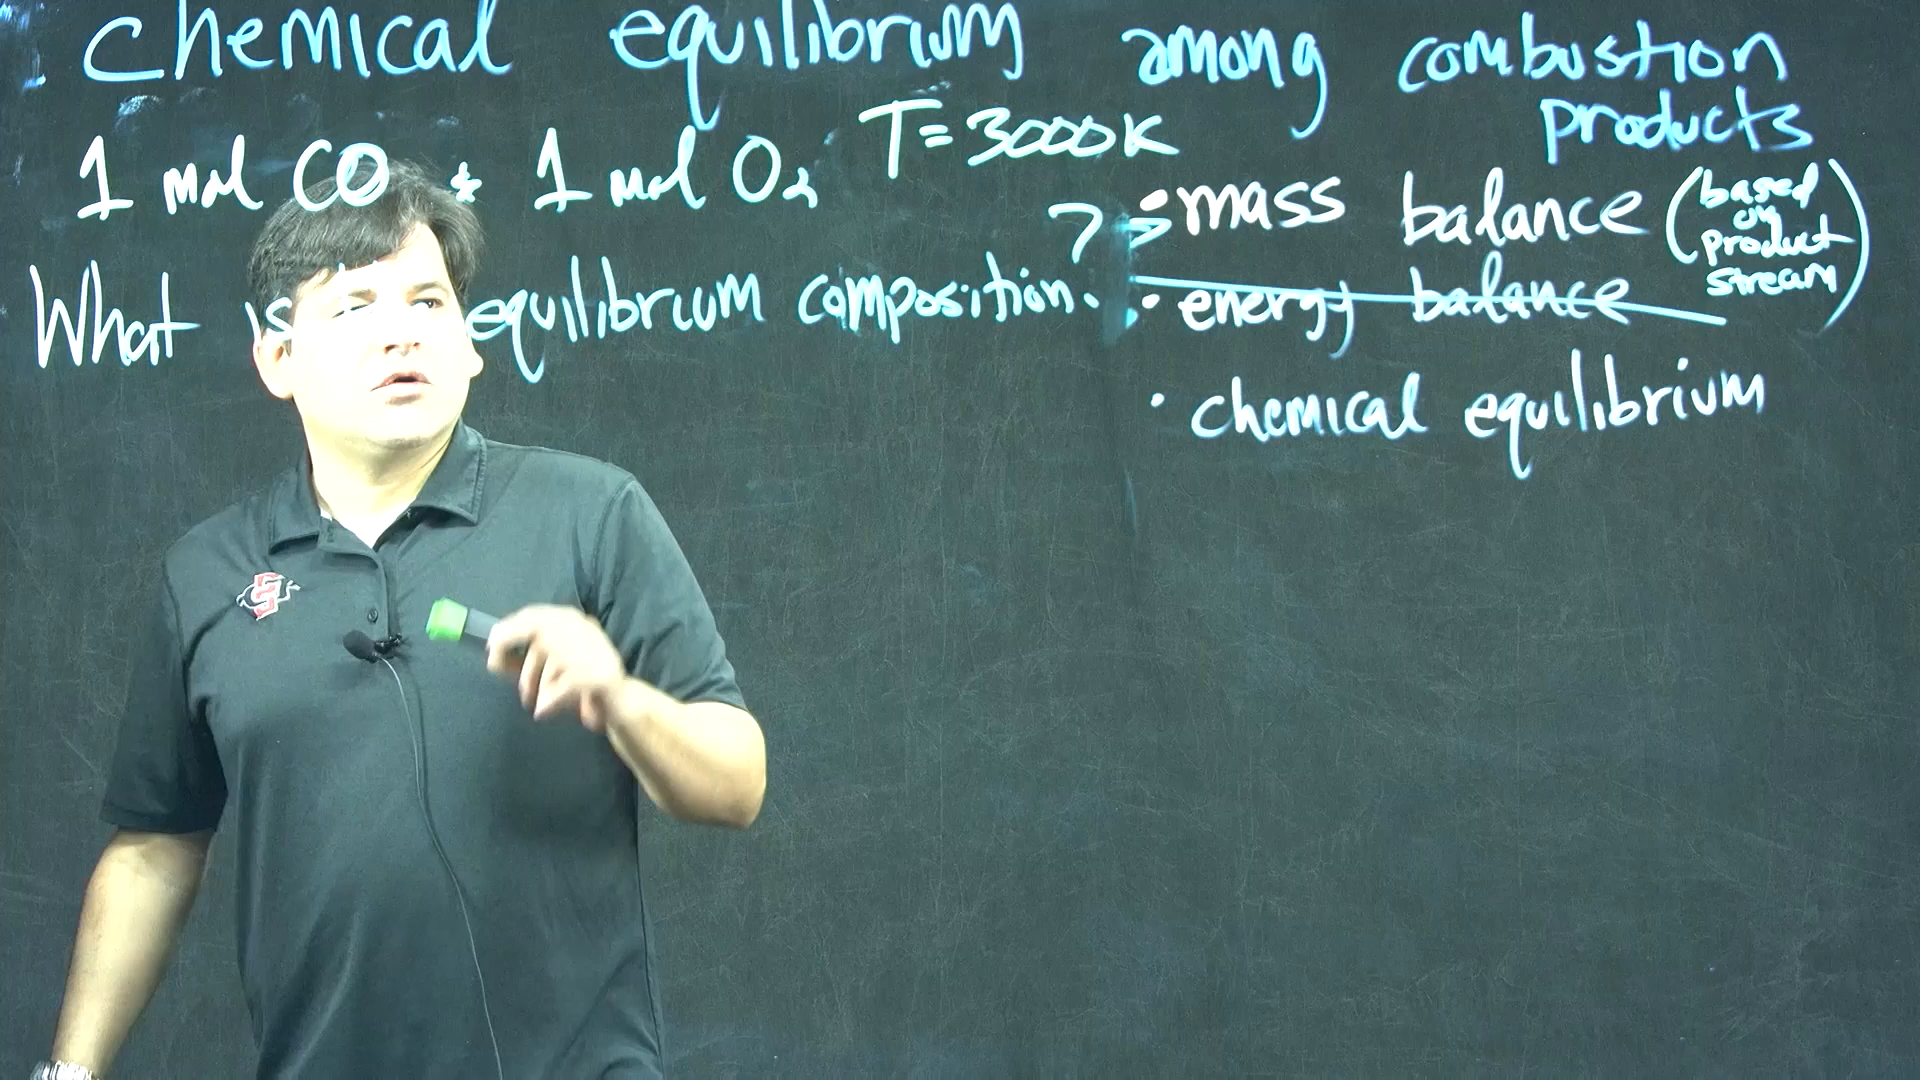 Chemical equilibrium among combustion
products
1 mol CO + 1 mol O2 T=3000K
What is equilibrium composition?
• mass balance (based on product stream)
• energy balance
• chemical equilibrium